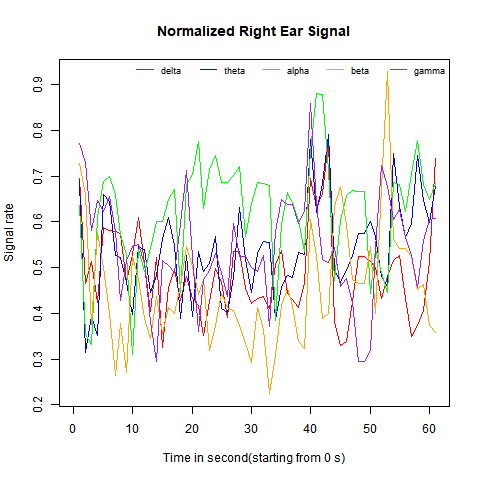 Normalized Right Ear Signal
delta theta alpha beta gamma
Signal rate
0.9
0.8
0.7
0.6
0.5
0.4
0.3
0.2
0 10 20 30 40 50 60
Time in second(starting from 0 s)